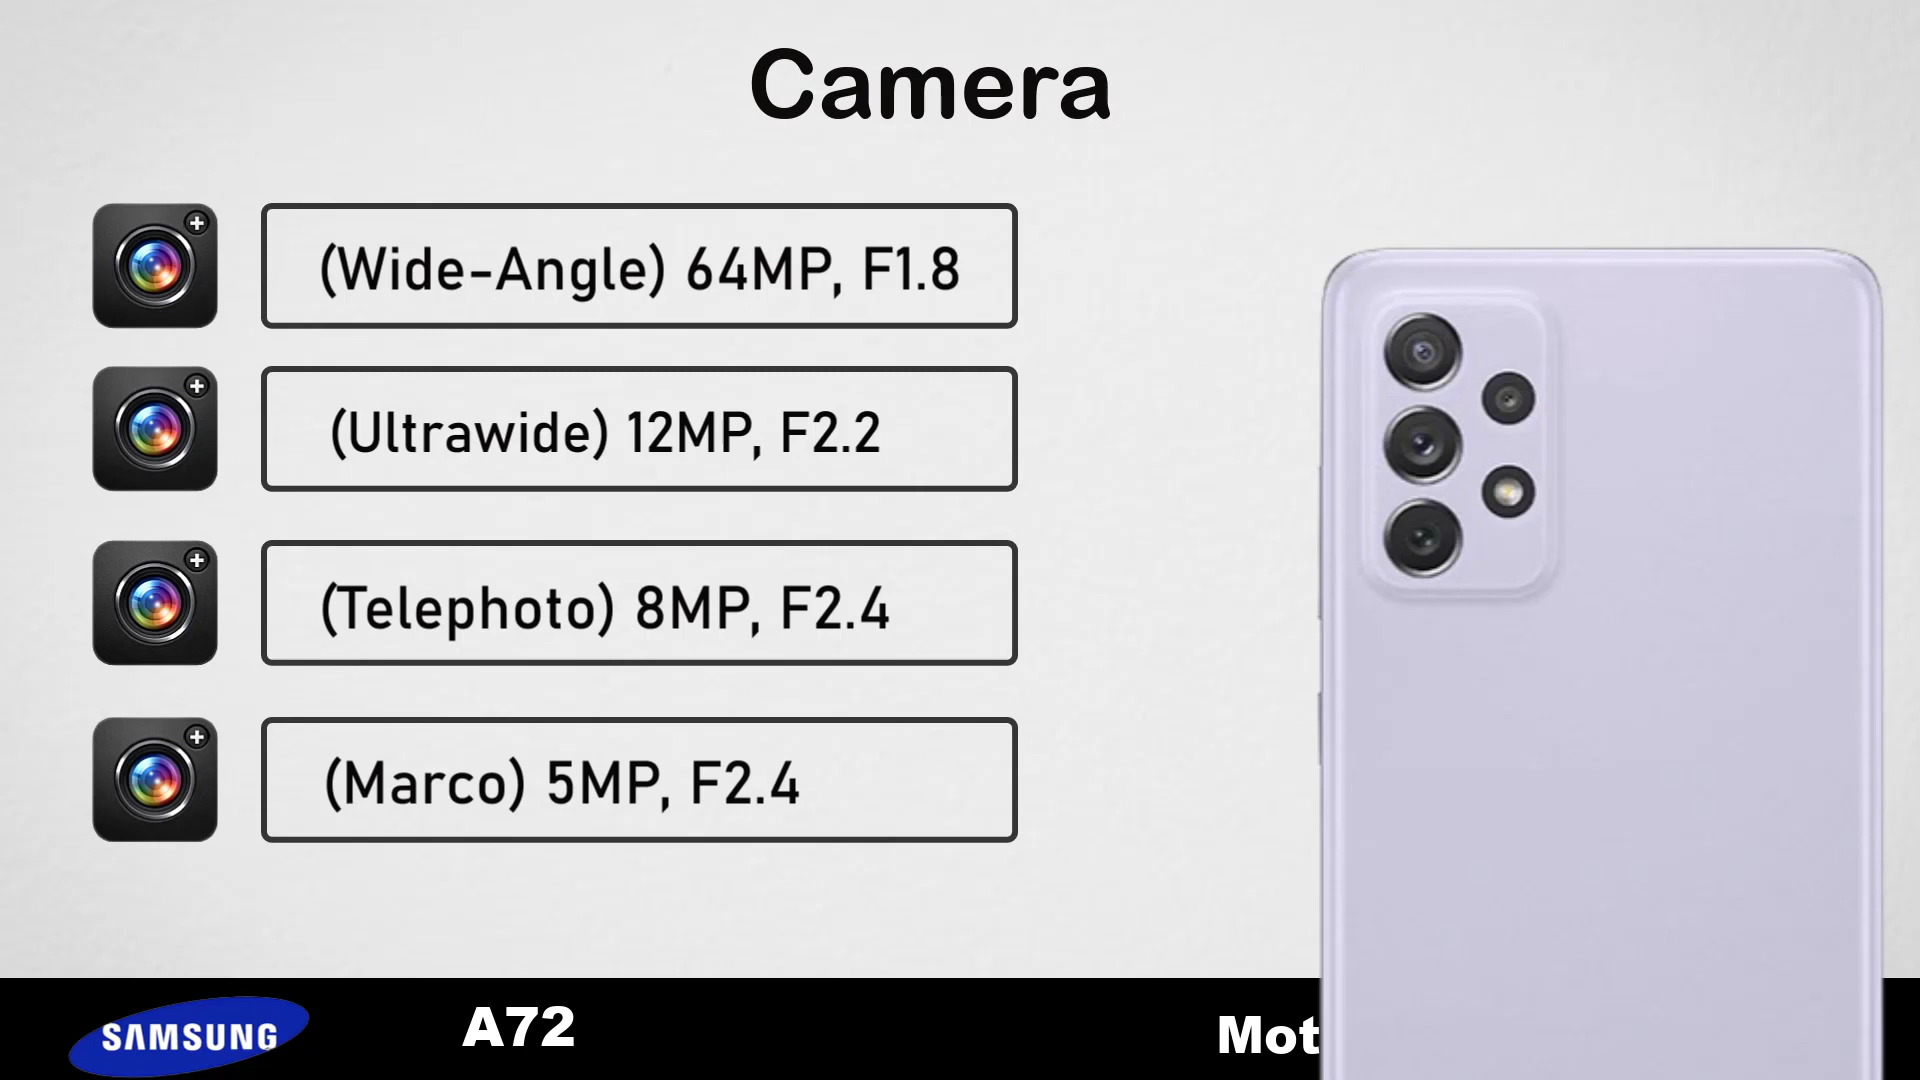 Camera
(Wide-Angle) 64MP, F1.8
(Ultrawide) 12MP, F2.2
(Telephoto) 8MP, F2.4
(Marco) 5MP, F2.4
SAMSUNG
A72
Mot